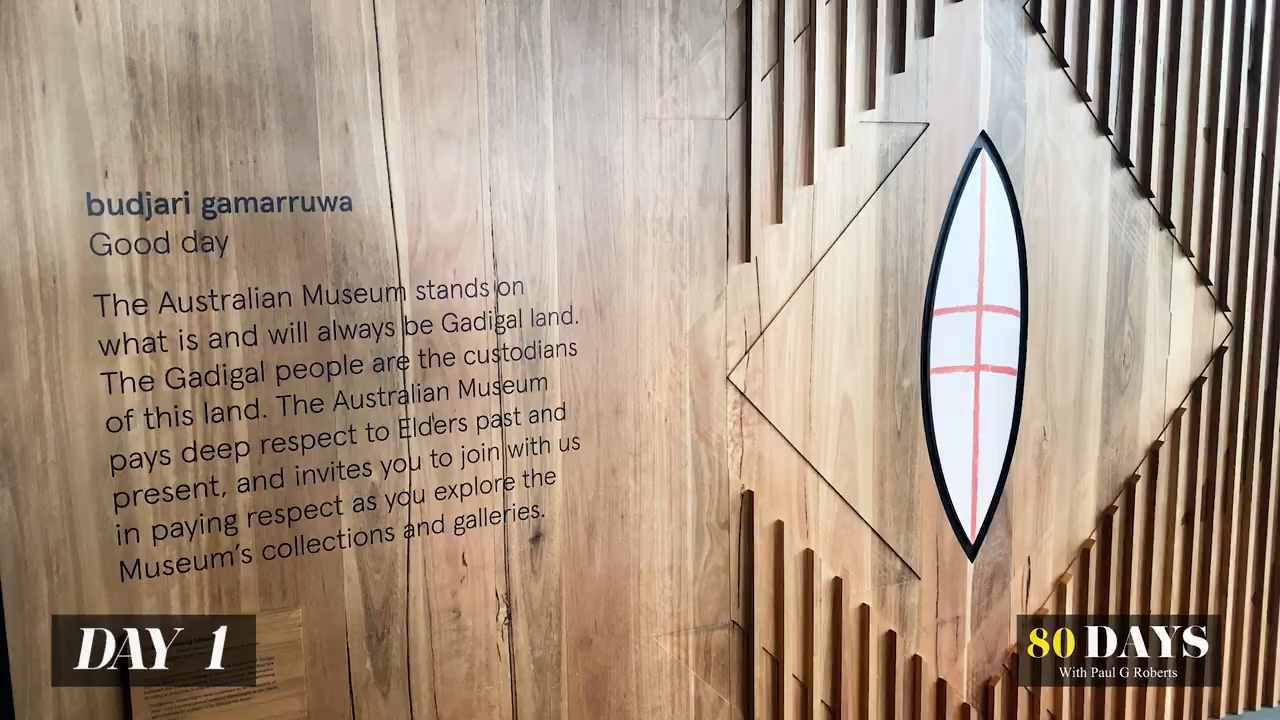 budjari gamarruwa
Good day
The Australian Museum stands on
what is and will always be Gadigal land.
The Gadigal people are the custodians
of this land. The Australian Museum
pays deep respect to Elders past and
present, and invites you to join with us
in paying respect as you explore the
Museum's collections and galleries.
DAY 1
80 DAYS
With Paul G Roberts